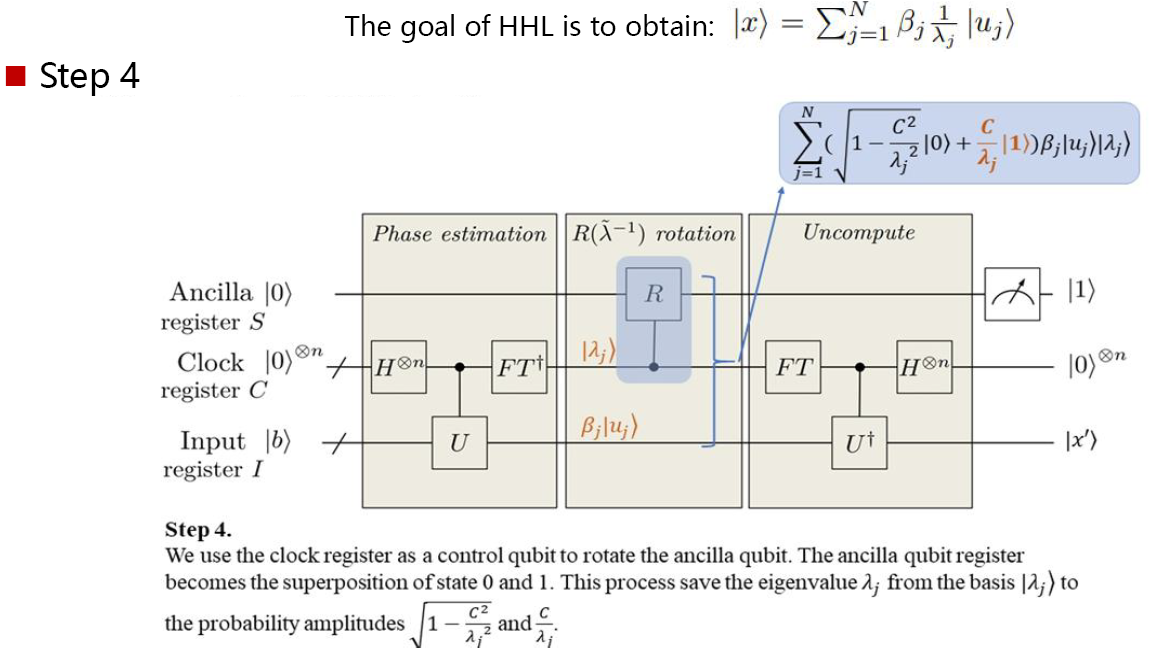 The goal of HHL is to obtain: |x⟩ = ∑_{j=1}^{N} β_j 1/λ_j |u_j⟩
■ Step 4
∑_{j=1}^{N} (√(1 − C²/λ_j²) |0⟩ + C/λ_j |1⟩)β_j|u_j⟩|λ_j⟩
Phase estimation
R(λ̃⁻¹) rotation
Uncompute
Ancilla |0⟩
register S
R
|1⟩
Clock |0⟩^{⊗n}
register C
H^{⊗n}
FT†
|λ_j⟩
FT
H^{⊗n}
|0⟩^{⊗n}
Input |b⟩
register I
U
β_j|u_j⟩
U†
|x′⟩
Step 4.
We use the clock register as a control qubit to rotate the ancilla qubit. The ancilla qubit register
becomes the superposition of state 0 and 1. This process save the eigenvalue λ_j from the basis |λ_j⟩ to
the probability amplitudes √(1 − C²/λ_j²) and C/λ_j.